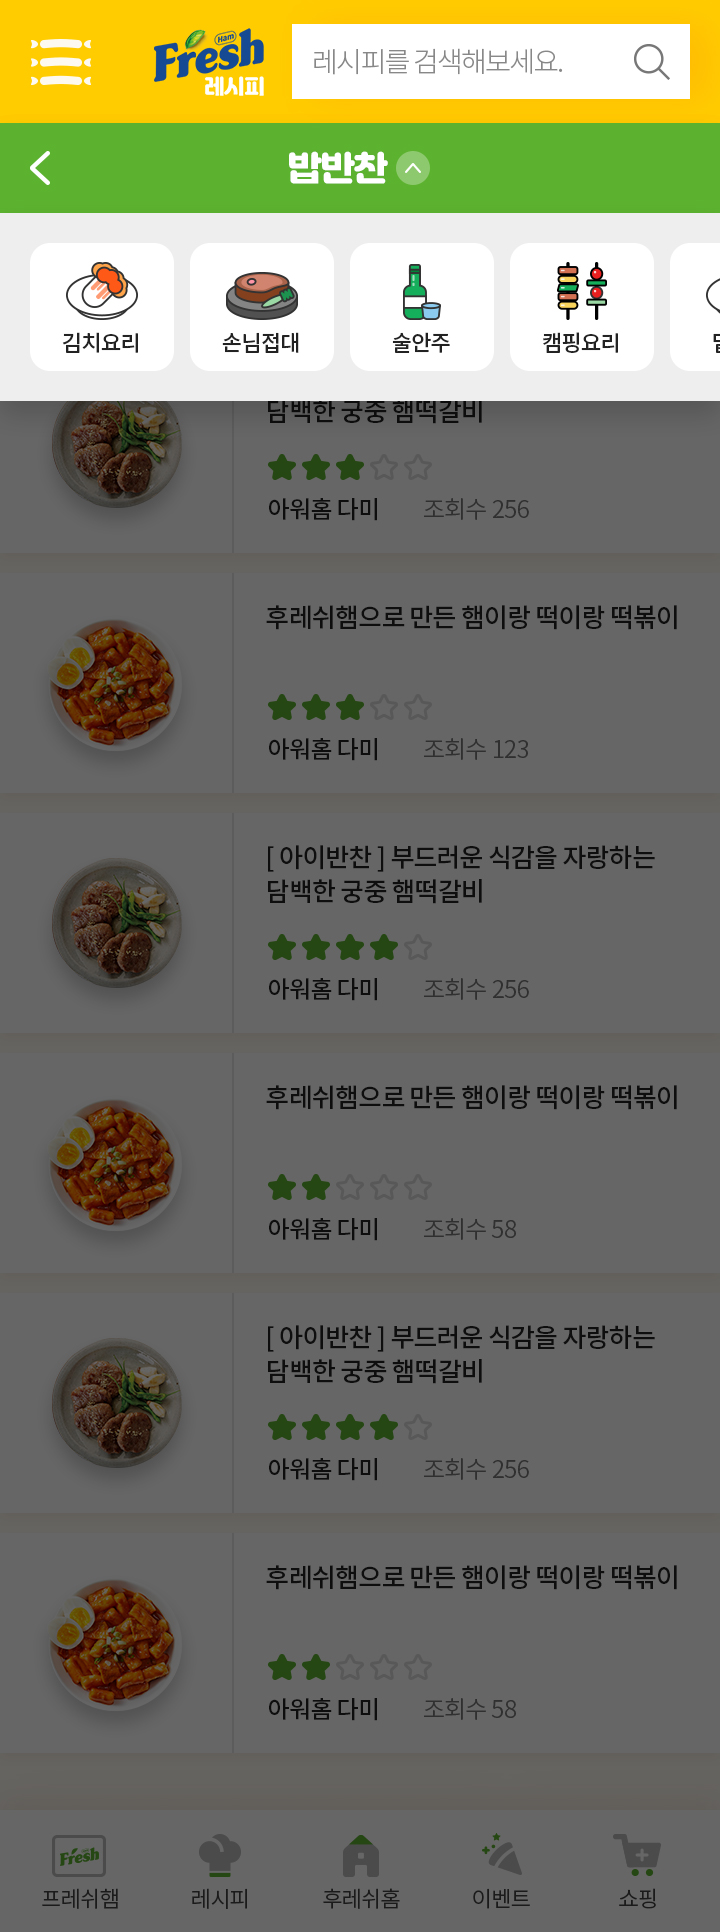 Ham
Fresh
레시피
레시피를 검색해보세요.
밥반찬
김치요리
손님접대
술안주
캠핑요리
담백한 궁중 햄떡갈비
아워홈 다미 조회수 256
후레쉬햄으로 만든 햄이랑 떡이랑 떡볶이
아워홈 다미 조회수 123
[ 아이반찬 ] 부드러운 식감을 자랑하는
담백한 궁중 햄떡갈비
아워홈 다미 조회수 256
후레쉬햄으로 만든 햄이랑 떡이랑 떡볶이
아워홈 다미 조회수 58
[ 아이반찬 ] 부드러운 식감을 자랑하는
담백한 궁중 햄떡갈비
아워홈 다미 조회수 256
후레쉬햄으로 만든 햄이랑 떡이랑 떡볶이
아워홈 다미 조회수 58
Fresh
프레쉬햄
레시피
후레쉬홈
이벤트
쇼핑